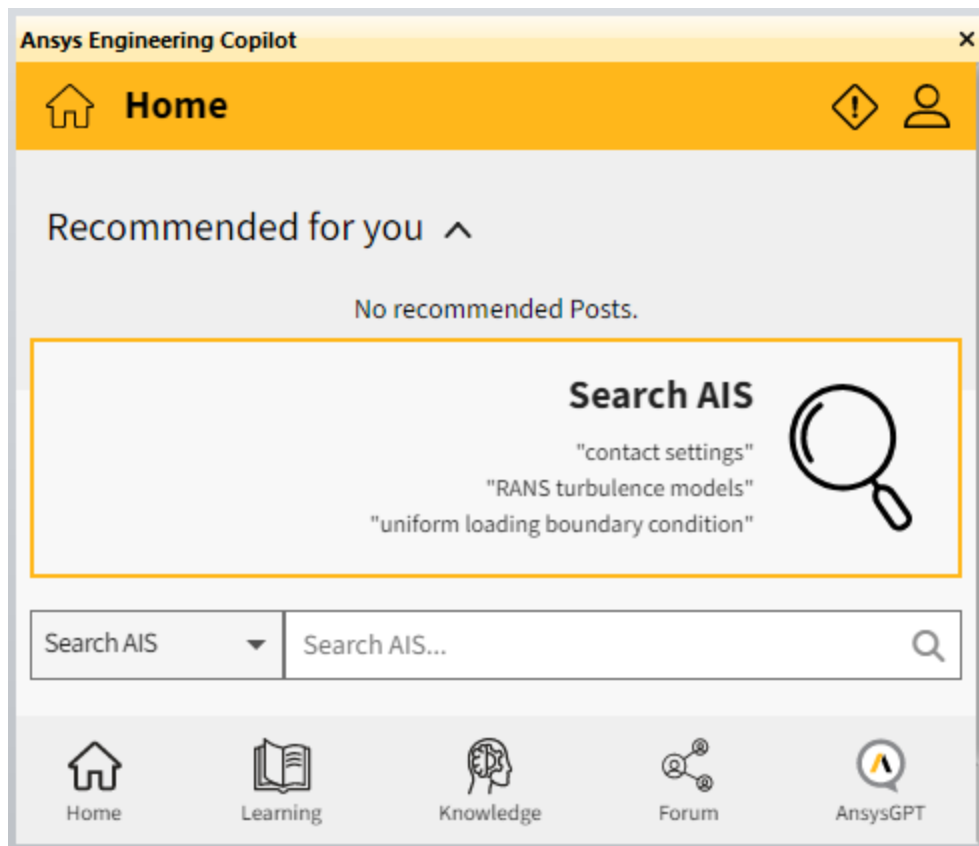 Ansys Engineering Copilot
Home
Recommended for you
No recommended Posts.
Search AIS
"contact settings"
"RANS turbulence models"
"uniform loading boundary condition"
Search AIS
Search AIS...
Home
Learning
Knowledge
Forum
AnsysGPT